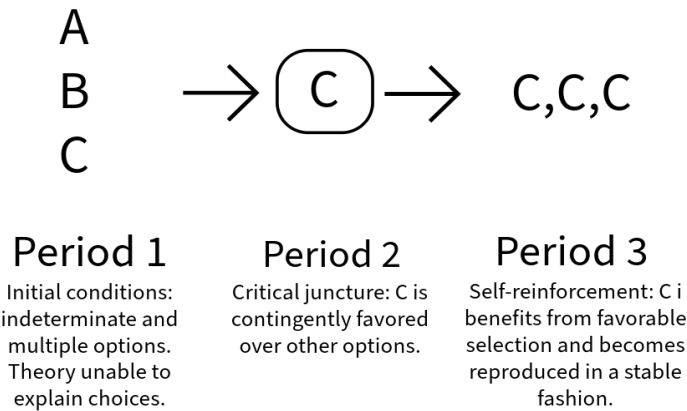 A
B
C
C
C,C,C
Period 1
Initial conditions:
indeterminate and
multiple options.
Theory unable to
explain choices.
Period 2
Critical juncture: C is
contingently favored
over other options.
Period 3
Self-reinforcement: C i
benefits from favorable
selection and becomes
reproduced in a stable
fashion.